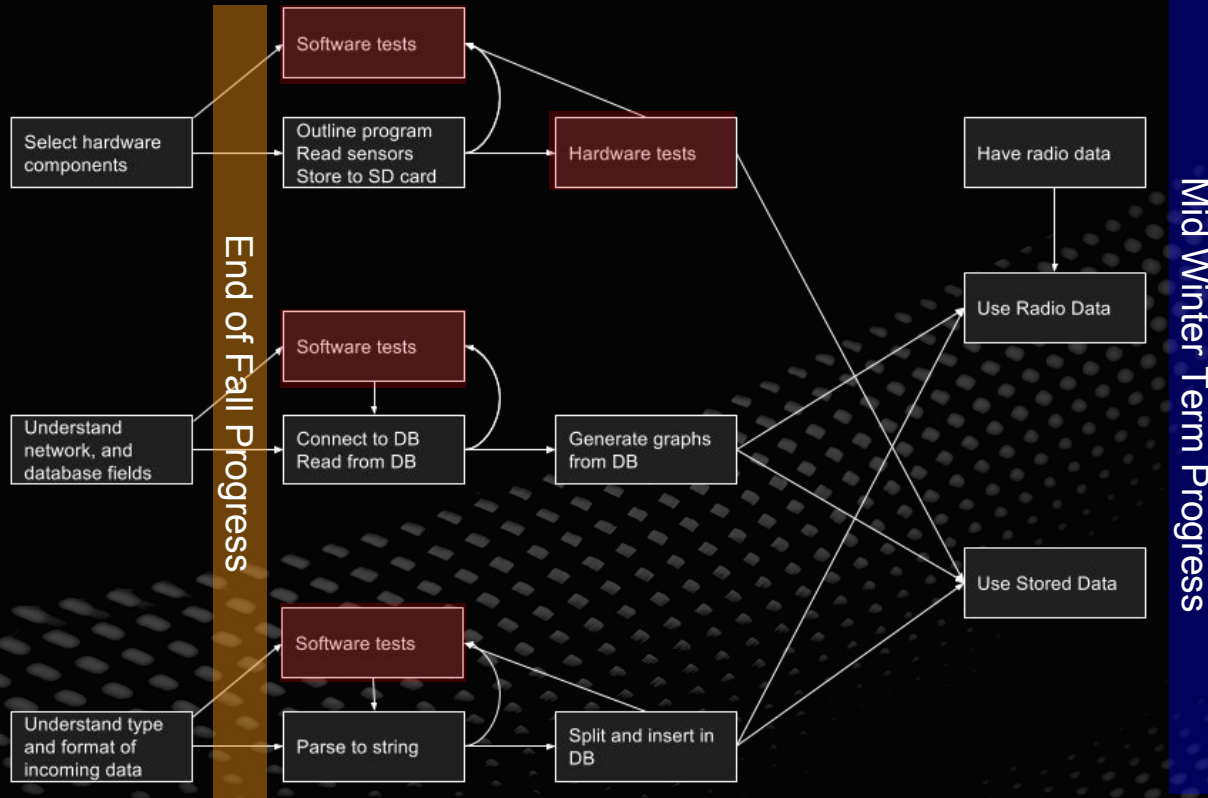 Software tests
Select hardware
components
Outline program
Read sensors
Store to SD card
Hardware tests
Have radio data
End of Fall Progress
Mid Winter Term Progress
Use Radio Data
Software tests
Understand
network, and
database fields
Connect to DB
Read from DB
Generate graphs
from DB
Use Stored Data
Software tests
Understand type
and format of
incoming data
Parse to string
Split and insert in
DB